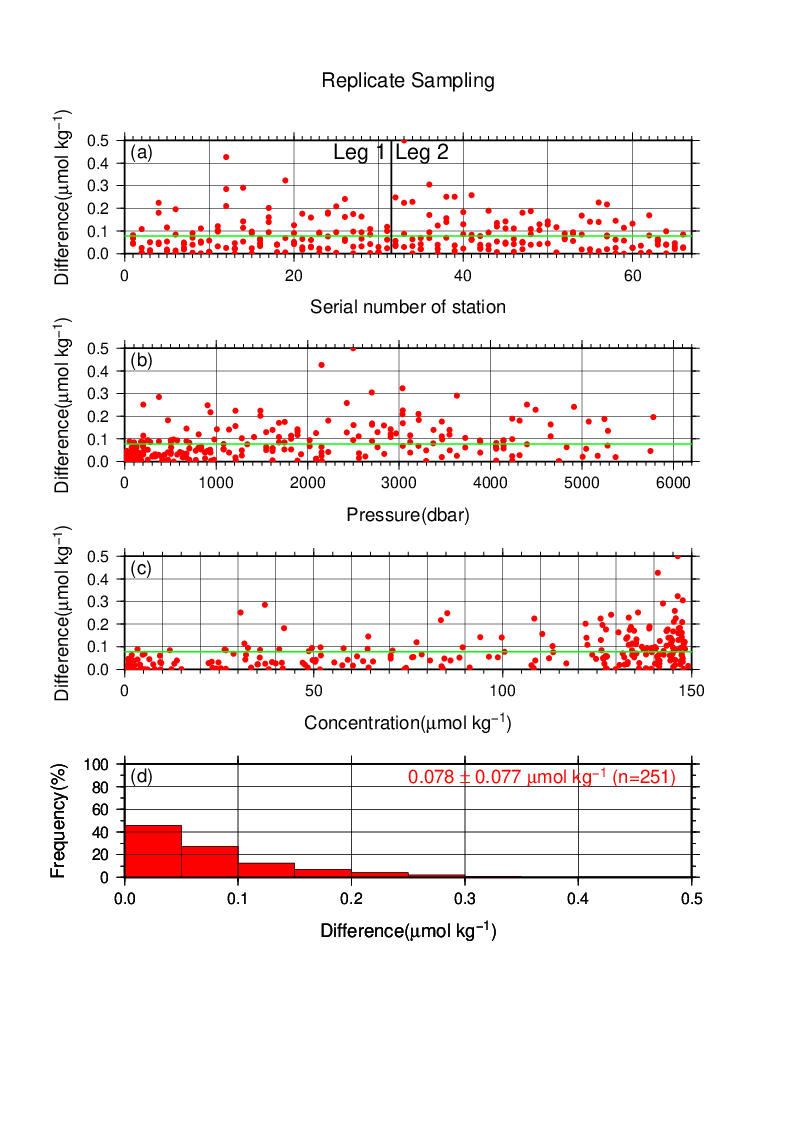 Replicate Sampling
Difference(μmol kg⁻¹)
0.5
0.4
0.3
0.2
0.1
0.0
(a)
Leg 1
Leg 2
0
20
40
60
Serial number of station
Difference(μmol kg⁻¹)
0.5
0.4
0.3
0.2
0.1
0.0
(b)
0
1000
2000
3000
4000
5000
6000
Pressure(dbar)
Difference(μmol kg⁻¹)
0.5
0.4
0.3
0.2
0.1
0.0
(c)
0
50
100
150
Concentration(μmol kg⁻¹)
Frequency(%)
100
80
60
40
20
0
(d)
0.078 ± 0.077 μmol kg⁻¹ (n=251)
0.0
0.1
0.2
0.3
0.4
0.5
Difference(μmol kg⁻¹)